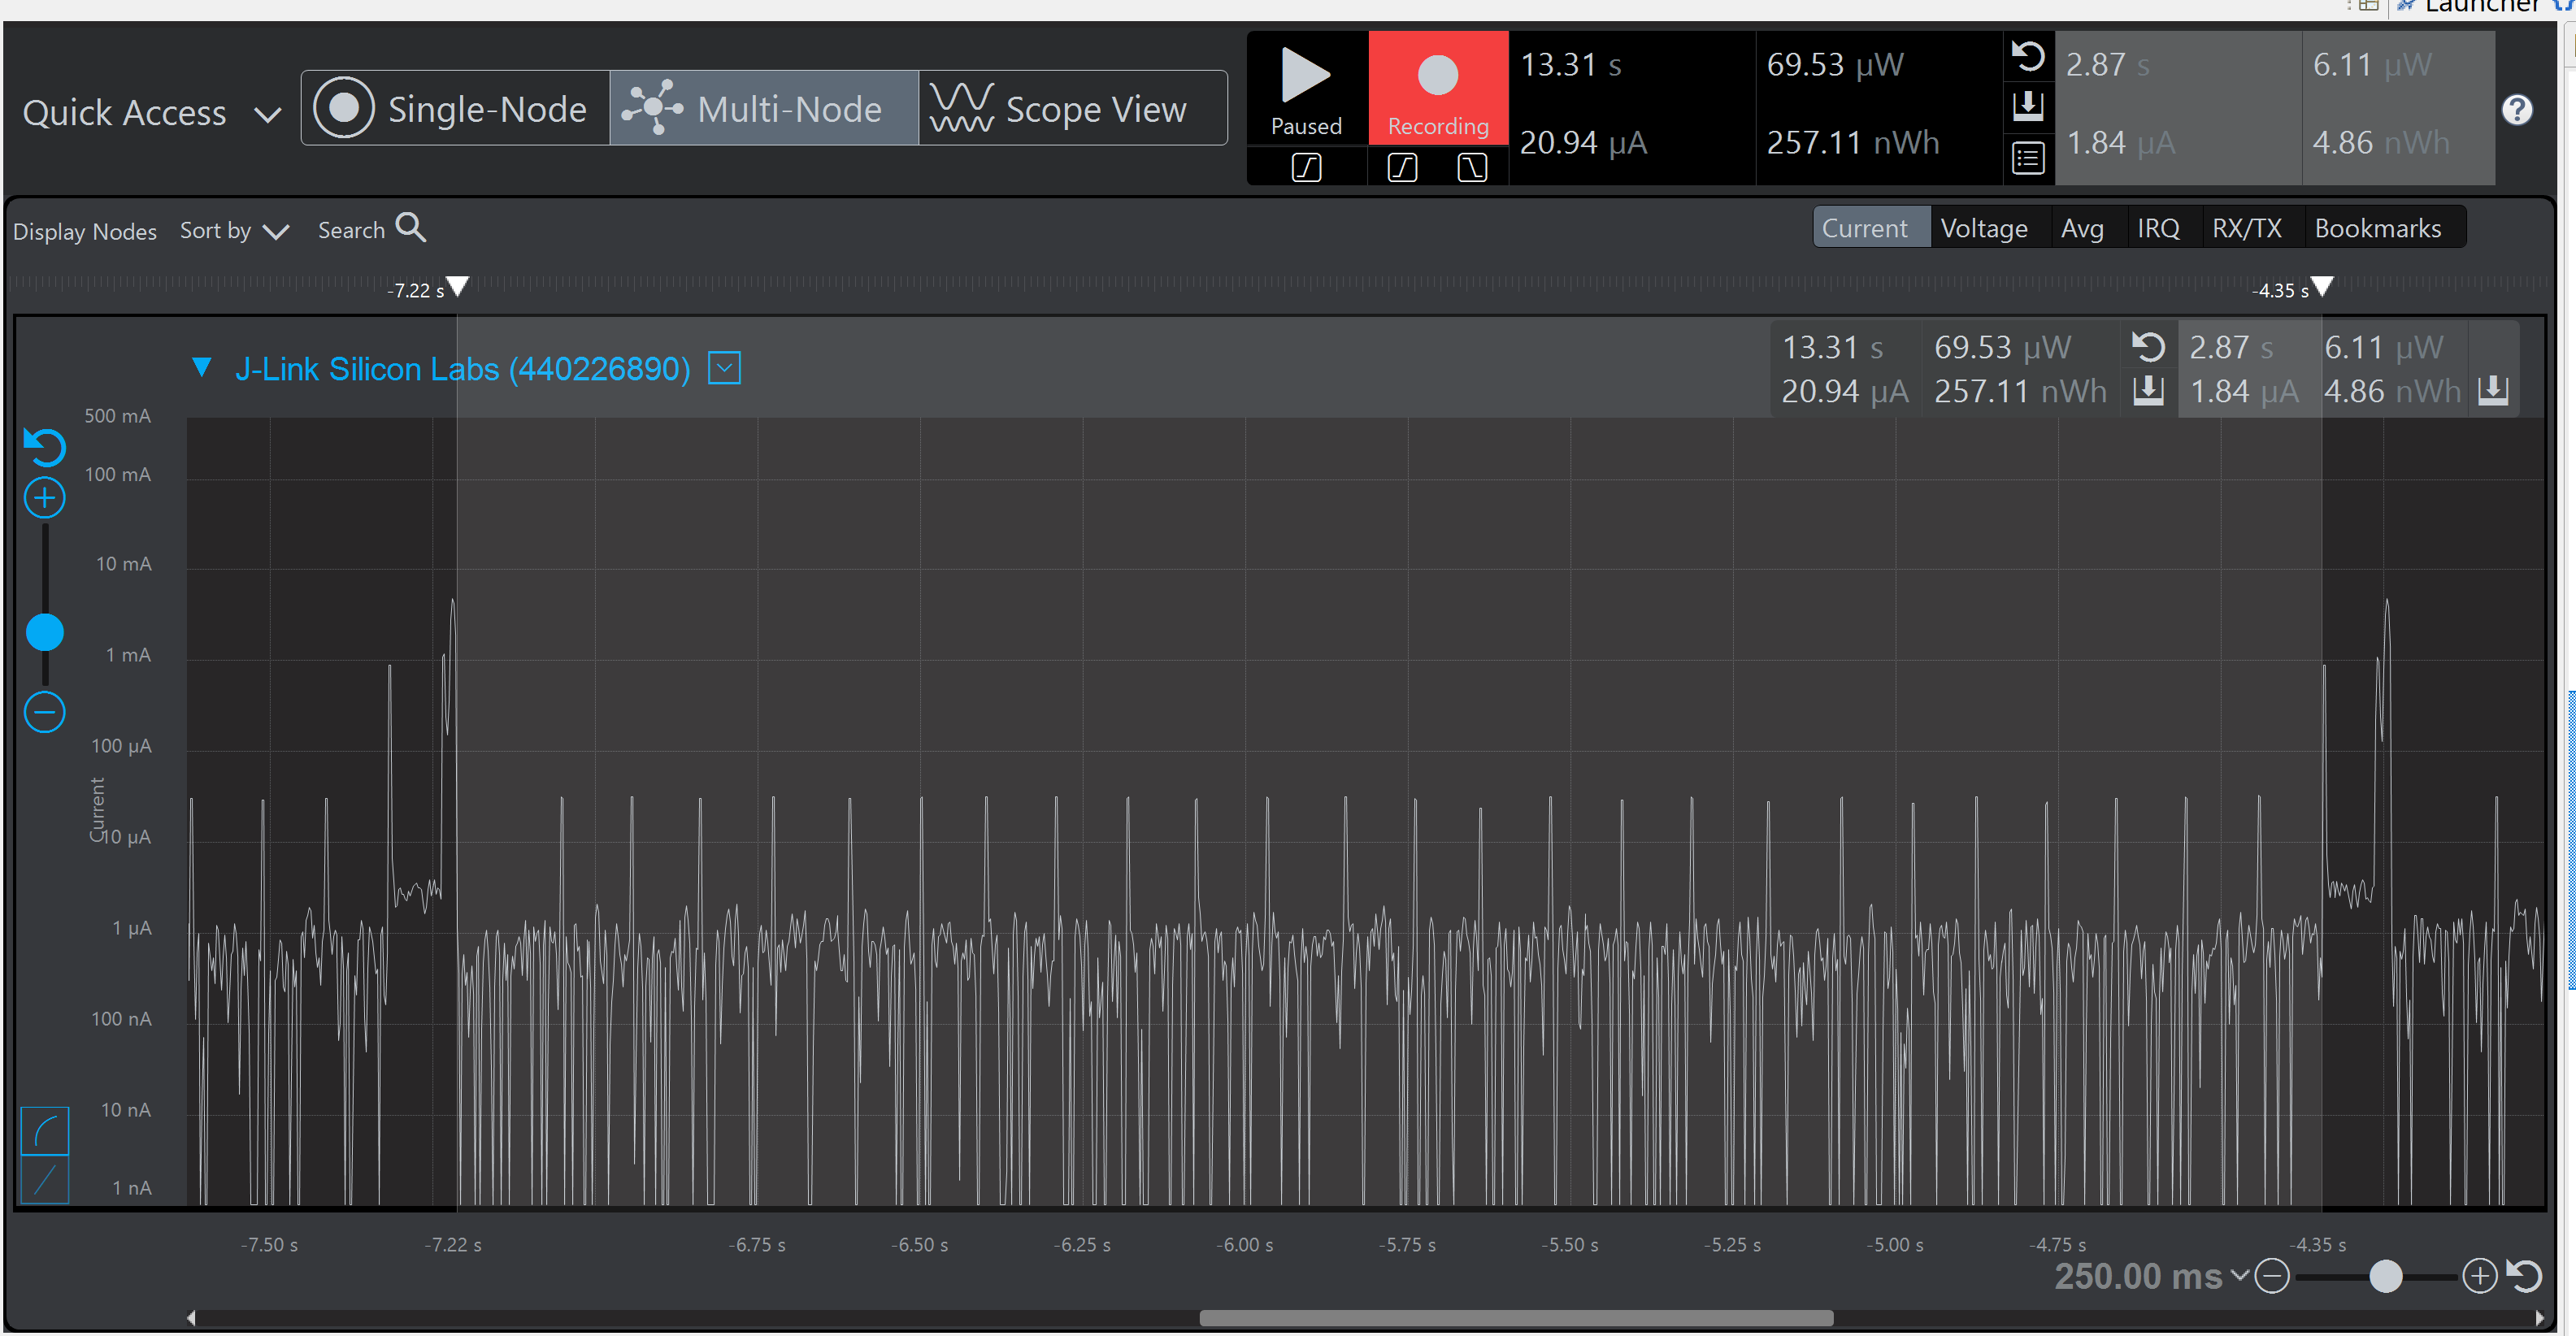 Launcher
Quick Access
Single-Node
Multi-Node
Scope View
Paused
Recording
13.31 s
69.53 µW
20.94 µA
257.11 nWh
2.87 s
6.11 µW
1.84 µA
4.86 nWh
?
Display Nodes
Sort by
Search
Current
Voltage
Avg
IRQ
RX/TX
Bookmarks
-7.22 s
-4.35 s
J-Link Silicon Labs (440226890)
13.31 s
69.53 µW
20.94 µA
257.11 nWh
2.87 s
6.11 µW
1.84 µA
4.86 nWh
500 mA
100 mA
10 mA
1 mA
100 µA
10 µA
1 µA
100 nA
10 nA
1 nA
Current
-7.50 s
-7.22 s
-6.75 s
-6.50 s
-6.25 s
-6.00 s
-5.75 s
-5.50 s
-5.25 s
-5.00 s
-4.75 s
-4.35 s
250.00 ms